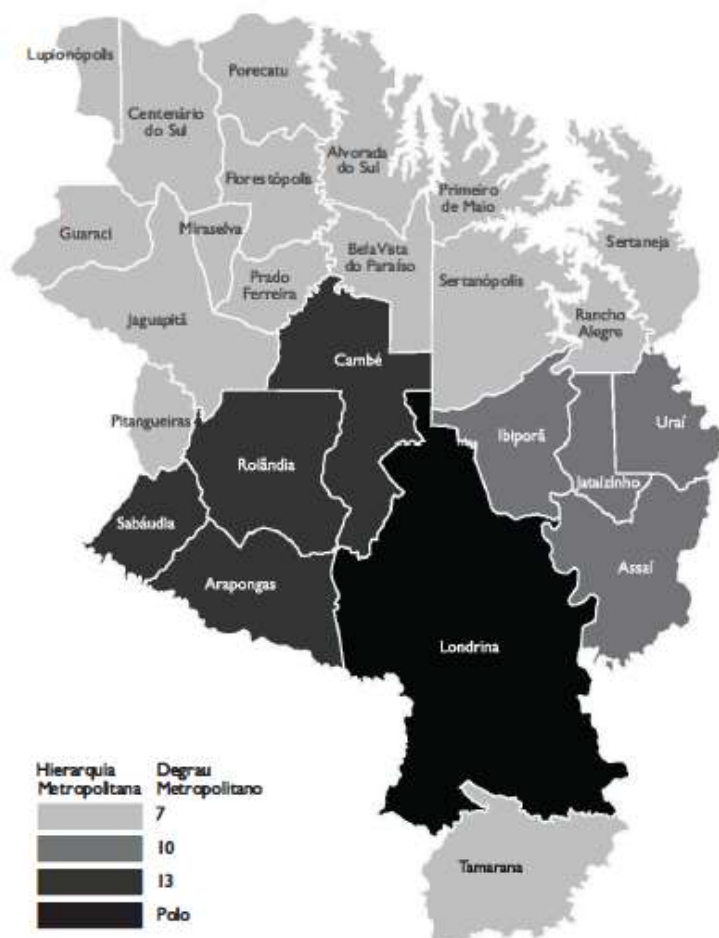 Lupionópolis
Porecatu
Centenário
do Sul
Alvorada
do Sul
Florestópolis
Primeiro
de Maio
Guaraci
Miraselva
Bela Vista
do Paraíso
Sertaneja
Prado
Ferreira
Sertanópolis
Jaguapitã
Rancho
Alegre
Cambé
Pitangueiras
Ibiporã
Uraí
Rolândia
Jataizinho
Sabáudia
Assaí
Arapongas
Londrina
Hierarquia
Metropolitana
Degrau
Metropolitano
7
10
13
Polo
Tamarana